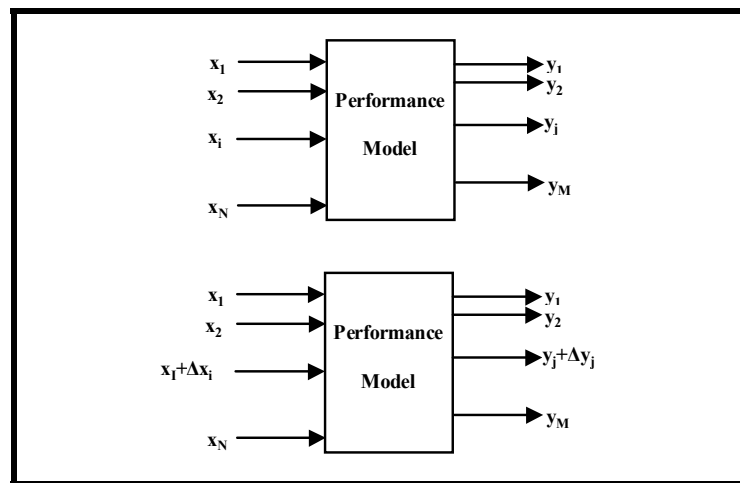 x1 y1
x2 Performance y2
xi yj
Model
xN yM
x1 y1
x2 Performance y2
xI+Δxi yj+Δyj
Model
xN yM